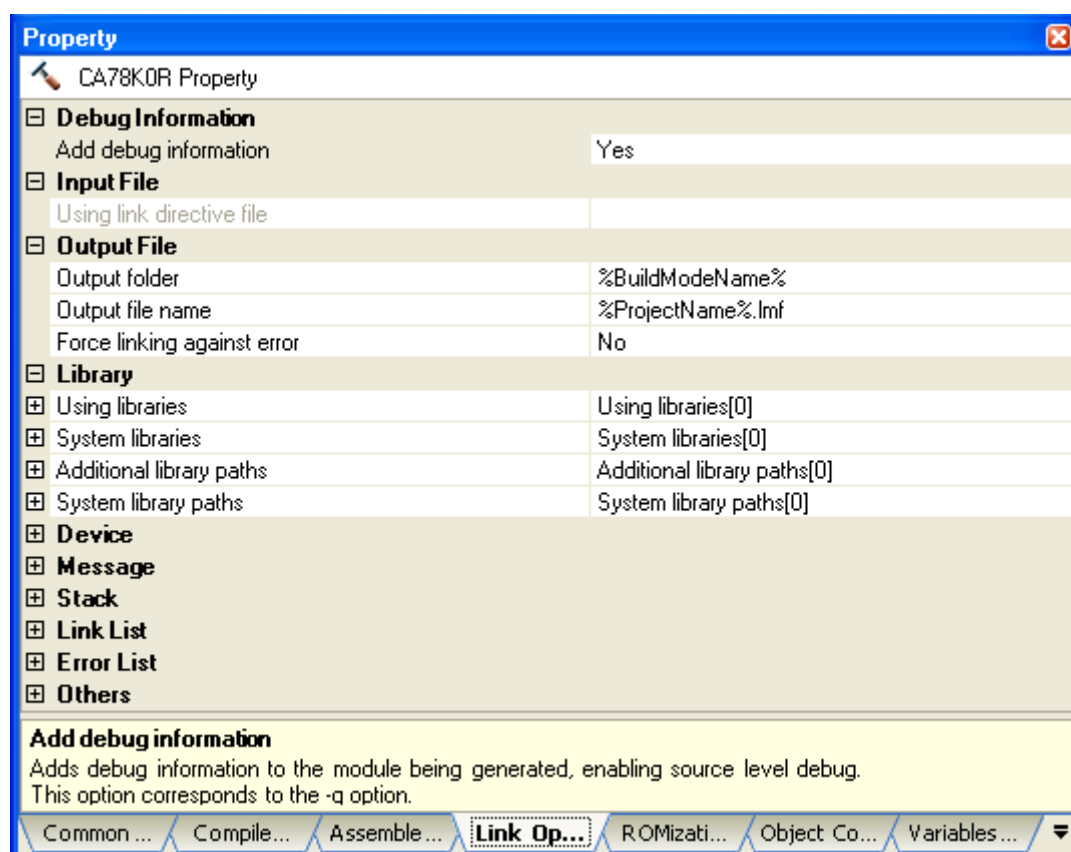 Property
CA78K0R Property
Debug Information
Add debug information Yes
Input File
Using link directive file
Output File
Output folder %BuildModeName%
Output file name %ProjectName%.lmf
Force linking against error No
Library
Using libraries Using libraries[0]
System libraries System libraries[0]
Additional library paths Additional library paths[0]
System library paths System library paths[0]
Device
Message
Stack
Link List
Error List
Others
Add debug information
Adds debug information to the module being generated, enabling source level debug.
This option corresponds to the -g option.
Common ... Compile... Assemble ... Link Op... ROMizati... Object Co... Variables ...